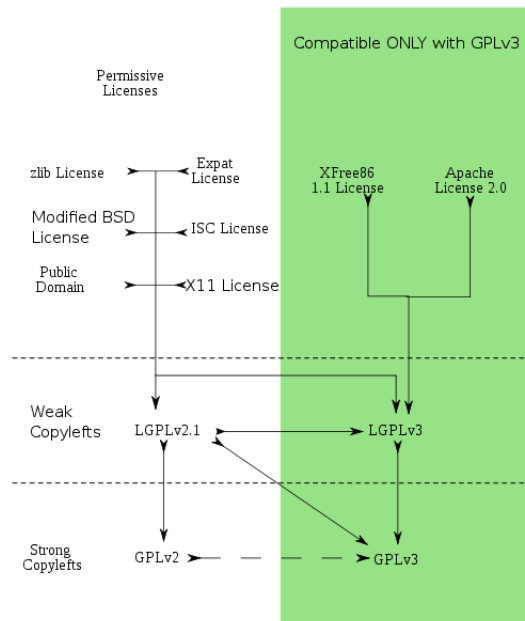 Compatible ONLY with GPLv3
Permissive
Licenses
zlib License
Expat
License
XFree86
1.1 License
Apache
License 2.0
Modified BSD
License
ISC License
Public
Domain
X11 License
Weak
Copylefts
LGPLv2.1
LGPLv3
Strong
Copylefts
GPLv2
GPLv3